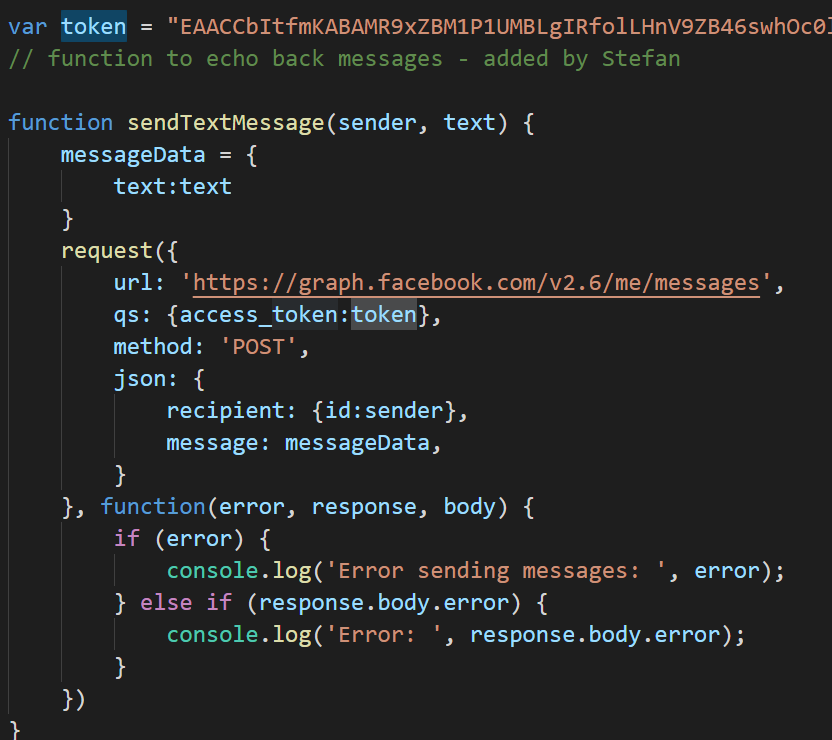 var token = "EAACCbItfmKABAMR9xZBM1P1UMBLgIRfolLHnV9ZB46swhOc0l
// function to echo back messages - added by Stefan
function sendTextMessage(sender, text) {
messageData = {
text:text
}
request({
url: 'https://graph.facebook.com/v2.6/me/messages',
qs: {access_token:token},
method: 'POST',
json: {
recipient: {id:sender},
message: messageData,
}
}, function(error, response, body) {
if (error) {
console.log('Error sending messages: ', error);
} else if (response.body.error) {
console.log('Error: ', response.body.error);
}
})
}